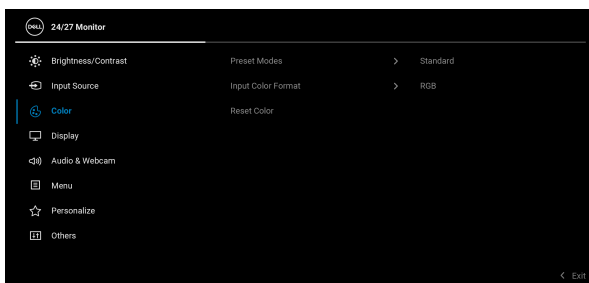 DELL 24/27 Monitor
Brightness/Contrast Preset Modes > Standard
Input Source Input Color Format > RGB
Color Reset Color
Display
Audio & Webcam
Menu
Personalize
Others
< Exit